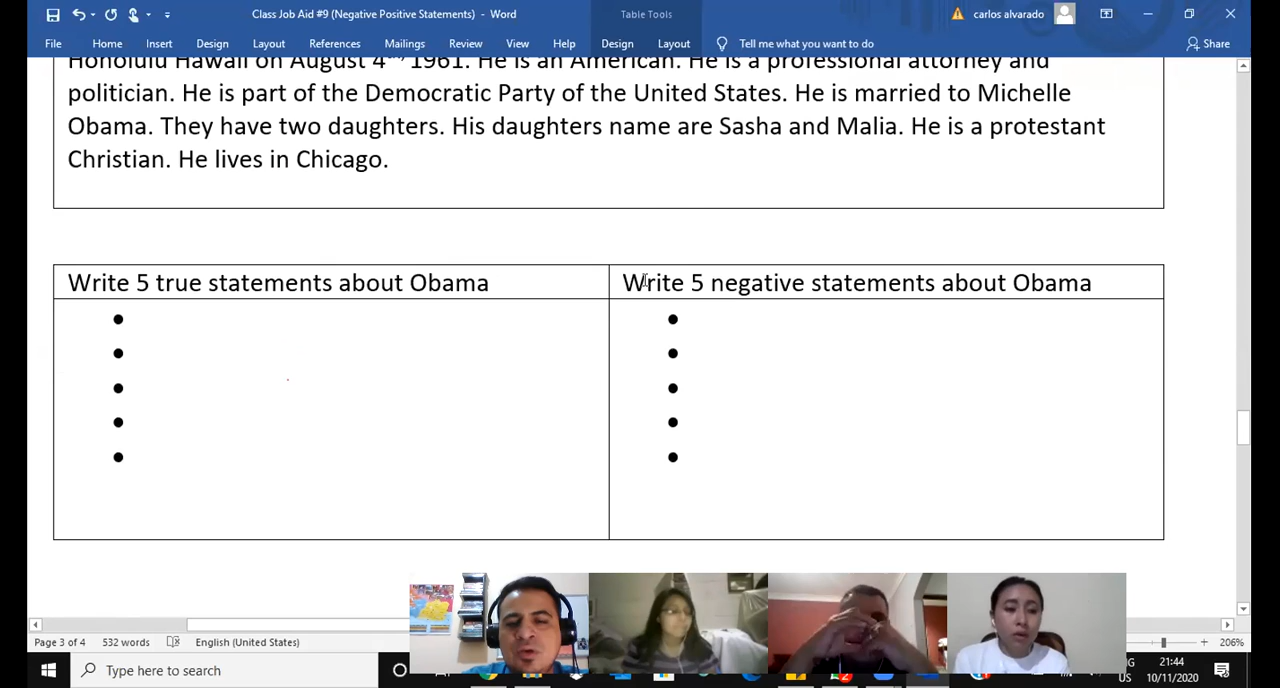 Class Job Aid #9 (Negative Positive Statements) - Word
Table Tools
carlos alvarado
File Home Insert Design Layout References Mailings Review View Help Design Layout Tell me what you want to do Share
Honolulu Hawaii on August 4th, 1961. He is an American. He is a professional attorney and
politician. He is part of the Democratic Party of the United States. He is married to Michelle
Obama. They have two daughters. His daughters name are Sasha and Malia. He is a protestant
Christian. He lives in Chicago.
Write 5 true statements about Obama
Write 5 negative statements about Obama
Page 3 of 4 532 words English (United States) 206%
Type here to search
21:44
US 10/11/2020